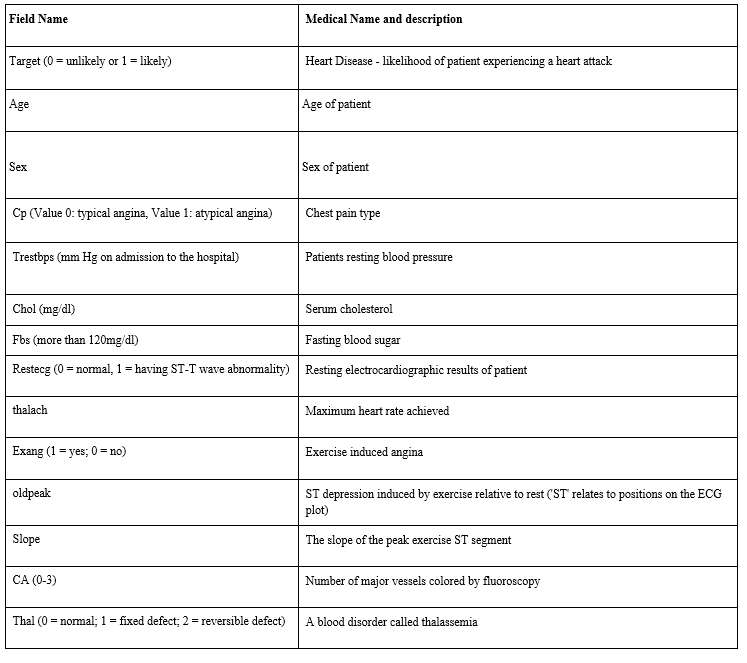 Field Name Medical Name and description
Target (0 = unlikely or 1 = likely) Heart Disease - likelihood of patient experiencing a heart attack
Age Age of patient
Sex Sex of patient
Cp (Value 0: typical angina, Value 1: atypical angina) Chest pain type
Trestbps (mm Hg on admission to the hospital) Patients resting blood pressure
Chol (mg/dl) Serum cholesterol
Fbs (more than 120mg/dl) Fasting blood sugar
Restecg (0 = normal, 1 = having ST-T wave abnormality) Resting electrocardiographic results of patient
thalach Maximum heart rate achieved
Exang (1 = yes; 0 = no) Exercise induced angina
oldpeak ST depression induced by exercise relative to rest ('ST' relates to positions on the ECG
plot)
Slope The slope of the peak exercise ST segment
CA (0-3) Number of major vessels colored by fluoroscopy
Thal (0 = normal; 1 = fixed defect; 2 = reversible defect) A blood disorder called thalassemia